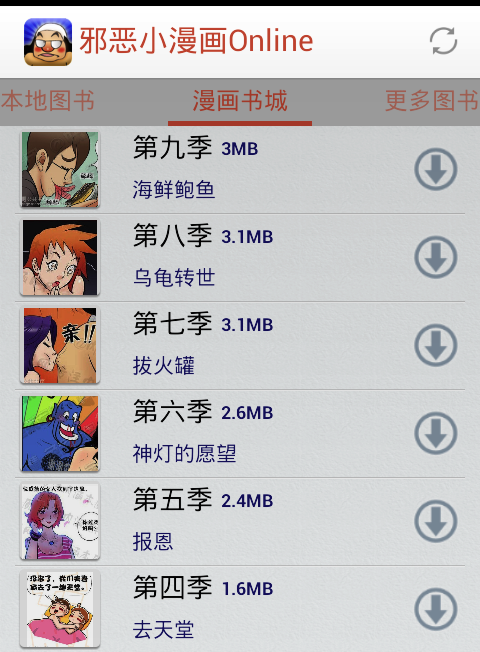 邪恶小漫画Online
本地图书
漫画书城
更多图书
第九季 3MB
海鲜鲍鱼
第八季 3.1MB
乌龟转世
第七季 3.1MB
亲!!
拔火罐
第六季 2.6MB
神灯的愿望
第五季 2.4MB
报恩
第四季 1.6MB
去天堂